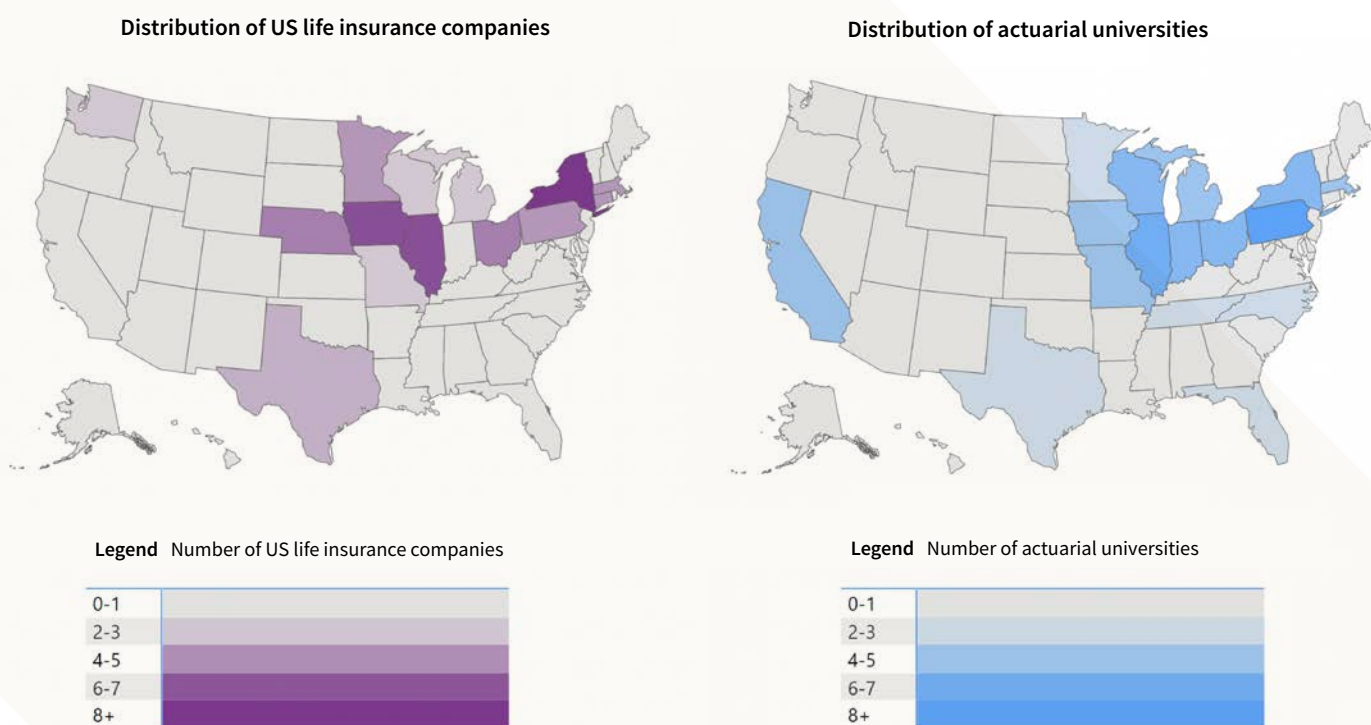 Distribution of US life insurance companies
Distribution of actuarial universities
Legend Number of US life insurance companies
0-1
2-3
4-5
6-7
8+
Legend Number of actuarial universities
0-1
2-3
4-5
6-7
8+